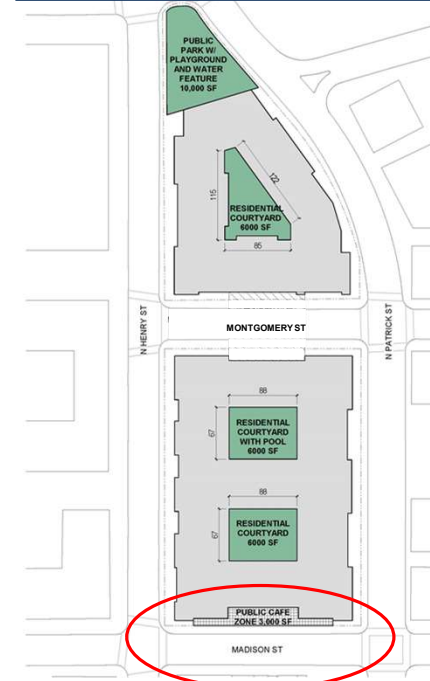 PUBLIC
PARK W/
PLAYGROUND
AND WATER
FEATURE
10,000 SF
122
115
RESIDENTIAL
COURTYARD
6000 SF
85
N HENRY ST
MONTGOMERY ST
N PATRICK ST
88
67
RESIDENTIAL
COURTYARD
WITH POOL
6000 SF
88
67
RESIDENTIAL
COURTYARD
6000 SF
PUBLIC CAFE
ZONE 3,000 SF
MADISON ST